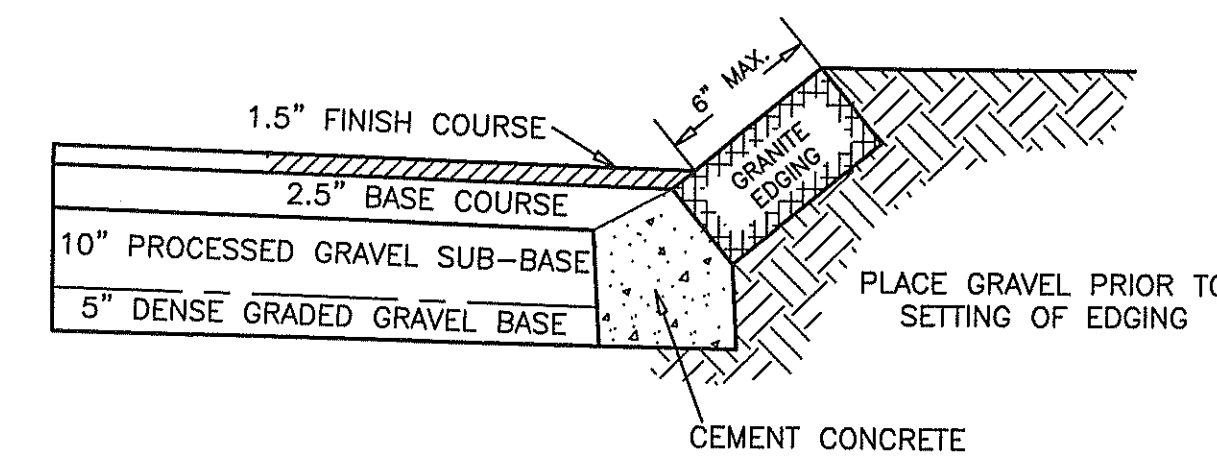 6" MAX.
1.5" FINISH COURSE
GRANITE
EDGING
2.5" BASE COURSE
10" PROCESSED GRAVEL SUB-BASE
5" DENSE GRADED GRAVEL BASE
PLACE GRAVEL PRIOR TO
SETTING OF EDGING
CEMENT CONCRETE